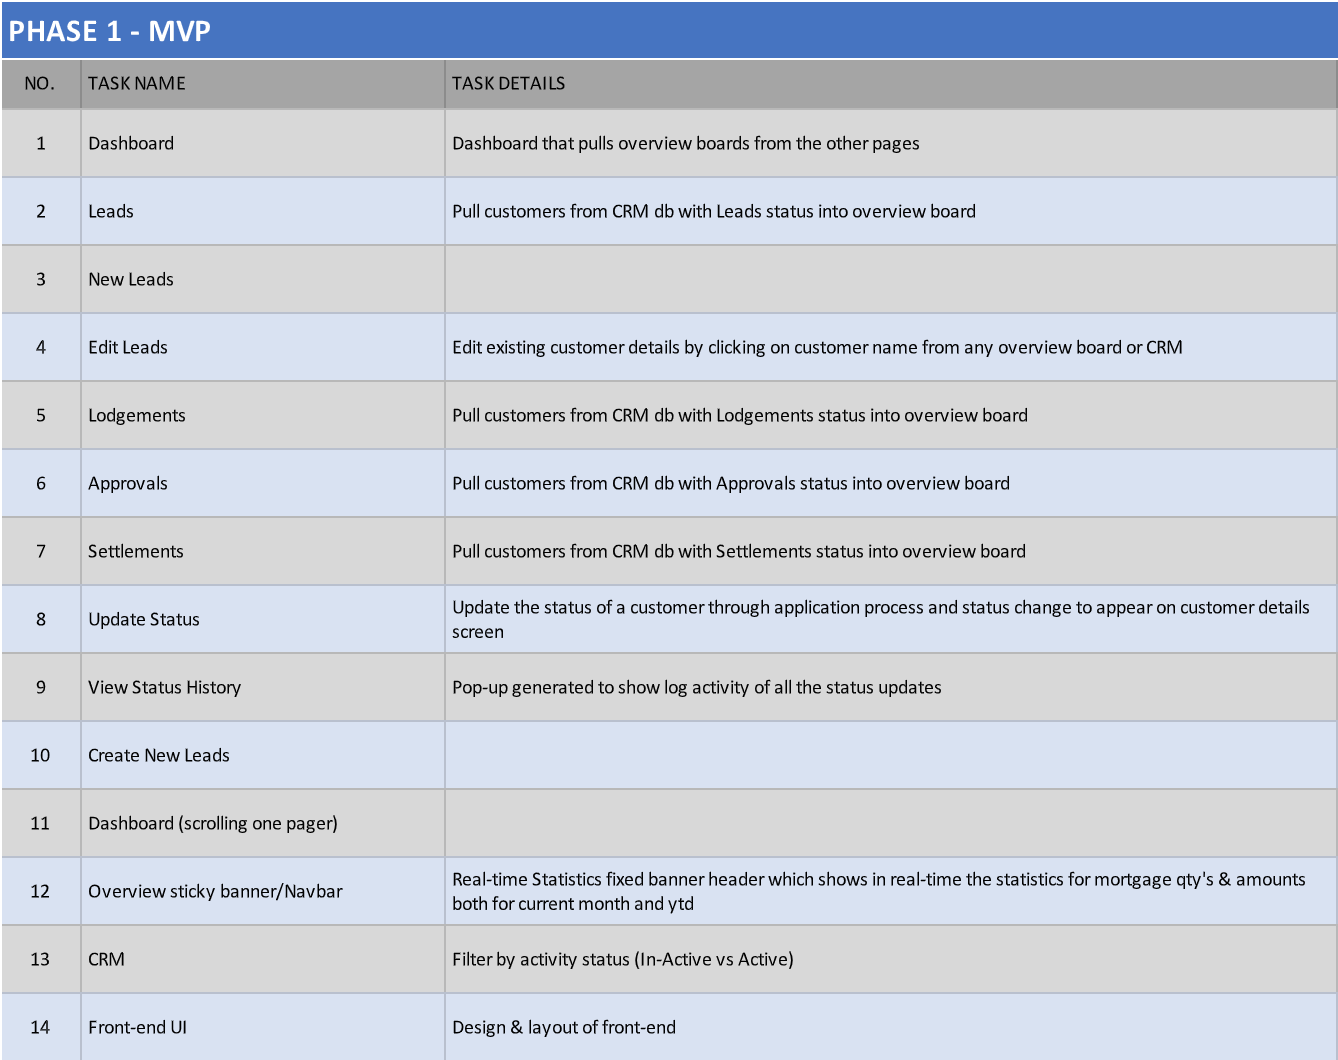 PHASE 1 - MVP
NO. TASK NAME TASK DETAILS
1 Dashboard Dashboard that pulls overview boards from the other pages
2 Leads Pull customers from CRM db with Leads status into overview board
3 New Leads
4 Edit Leads Edit existing customer details by clicking on customer name from any overview board or CRM
5 Lodgements Pull customers from CRM db with Lodgements status into overview board
6 Approvals Pull customers from CRM db with Approvals status into overview board
7 Settlements Pull customers from CRM db with Settlements status into overview board
8 Update Status Update the status of a customer through application process and status change to appear on customer details
screen
9 View Status History Pop-up generated to show log activity of all the status updates
10 Create New Leads
11 Dashboard (scrolling one pager)
12 Overview sticky banner/Navbar Real-time Statistics fixed banner header which shows in real-time the statistics for mortgage qty's & amounts
both for current month and ytd
13 CRM Filter by activity status (In-Active vs Active)
14 Front-end UI Design & layout of front-end